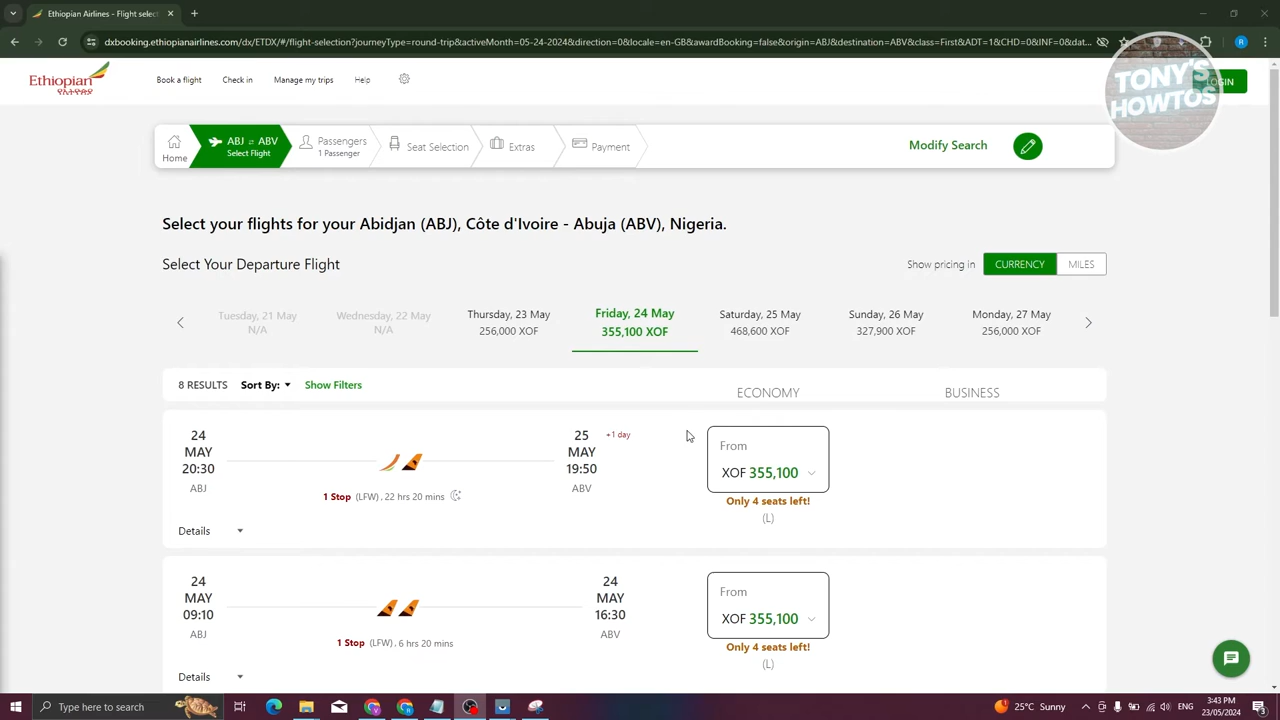 Ethiopian Airlines - Flight select
dxbooking.ethiopianairlines.com/dx/ETDX/#/flight-selection?journeyType=round-trip&activeMonth=05-24-2024&direction=0&locale=en-GB&awardBooking=false&origin=ABJ&destination=ABV&class=First&ADT=1&CHD=0&INF=0&dat...
R
TONY'S
HOWTOS
Ethiopian
የኢትዮጵያ
Book a flight
Check in
Manage my trips
Help
LOGIN
Home
ABJ ⇌ ABV
Select Flight
Passengers
1 Passenger
Seat Selection
Extras
Payment
Modify Search
Select your flights for your Abidjan (ABJ), Côte d'Ivoire - Abuja (ABV), Nigeria.
Select Your Departure Flight
Show pricing in
CURRENCY
MILES
Tuesday, 21 May
N/A
Wednesday, 22 May
N/A
Thursday, 23 May
256,000 XOF
Friday, 24 May
355,100 XOF
Saturday, 25 May
468,600 XOF
Sunday, 26 May
327,900 XOF
Monday, 27 May
256,000 XOF
8 RESULTS
Sort By:
Show Filters
ECONOMY
BUSINESS
24
MAY
20:30
ABJ
1 Stop (LFW), 22 hrs 20 mins
25
MAY
19:50
ABV
+1 day
From
XOF 355,100
Only 4 seats left!
(L)
Details
24
MAY
09:10
ABJ
1 Stop (LFW), 6 hrs 20 mins
24
MAY
16:30
ABV
From
XOF 355,100
Only 4 seats left!
(L)
Details
Type here to search
25°C Sunny
3:43 PM
23/05/2024